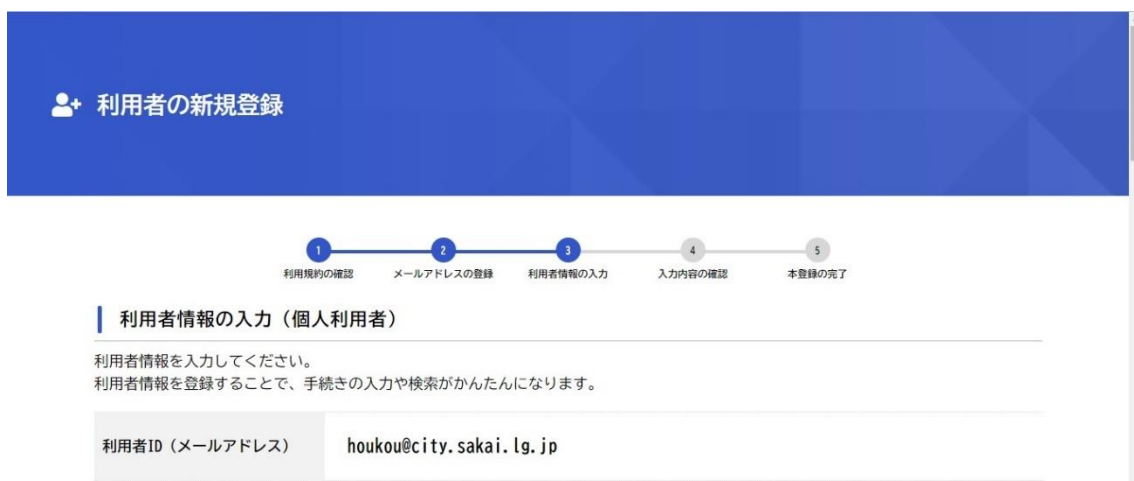 利用者の新規登録
1 2 3 4 5
利用規約の確認 メールアドレスの登録 利用者情報の入力 入力内容の確認 本登録の完了
利用者情報の入力（個人利用者）
利用者情報を入力してください。
利用者情報を登録することで、手続きの入力や検索がかんたんになります。
利用者ID（メールアドレス） houkou@city.sakai.lg.jp